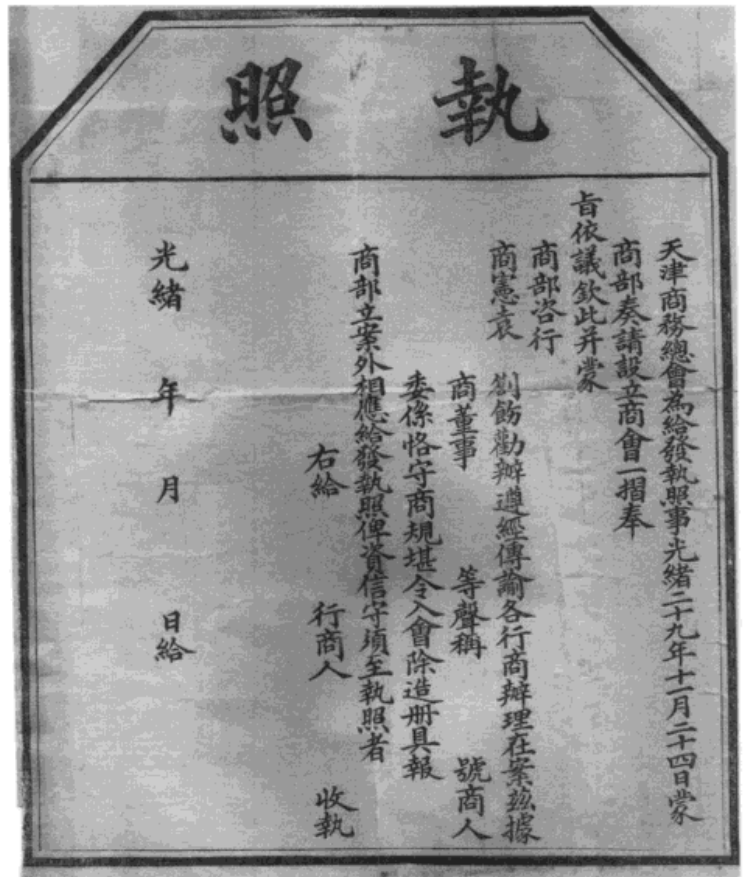 執照
天津商務總會為給發執照事光緒二十九年十一月二十四日蒙
商部奏請設立商會一摺奉
旨依議欽此并蒙
商部咨行
商憲袁 劄飭勸辦遵經傳諭各行商辦理在案茲據
商董事 等聲稱 號商人
委係恪守商規堪令入會除造册具報
商部立案外相應給發執照俾資信守須至執照者
右給 行商人 收執
光緒 年 月 日給